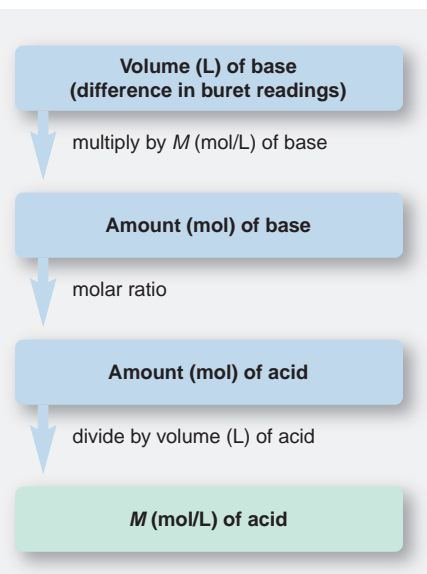 Volume (L) of base
(difference in buret readings)
multiply by M (mol/L) of base
Amount (mol) of base
molar ratio
Amount (mol) of acid
divide by volume (L) of acid
M (mol/L) of acid